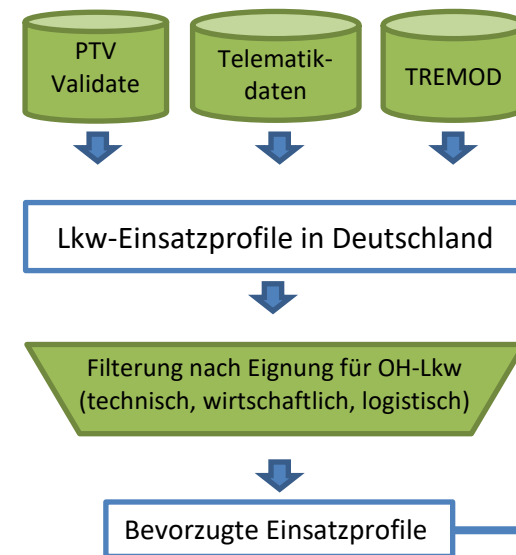 PTV
Validate
Telematik-
daten
TREMOD
Lkw-Einsatzprofile in Deutschland
Filterung nach Eignung für OH-Lkw
(technisch, wirtschaftlich, logistisch)
Bevorzugte Einsatzprofile